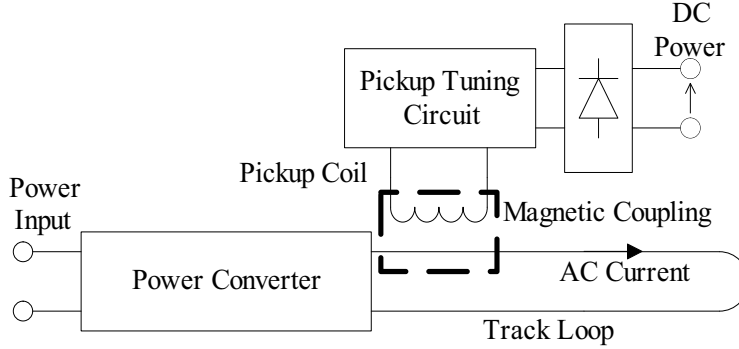 DC
Power
Pickup Tuning
Circuit
Pickup Coil
Power
Input
Magnetic Coupling
Power Converter
AC Current
Track Loop